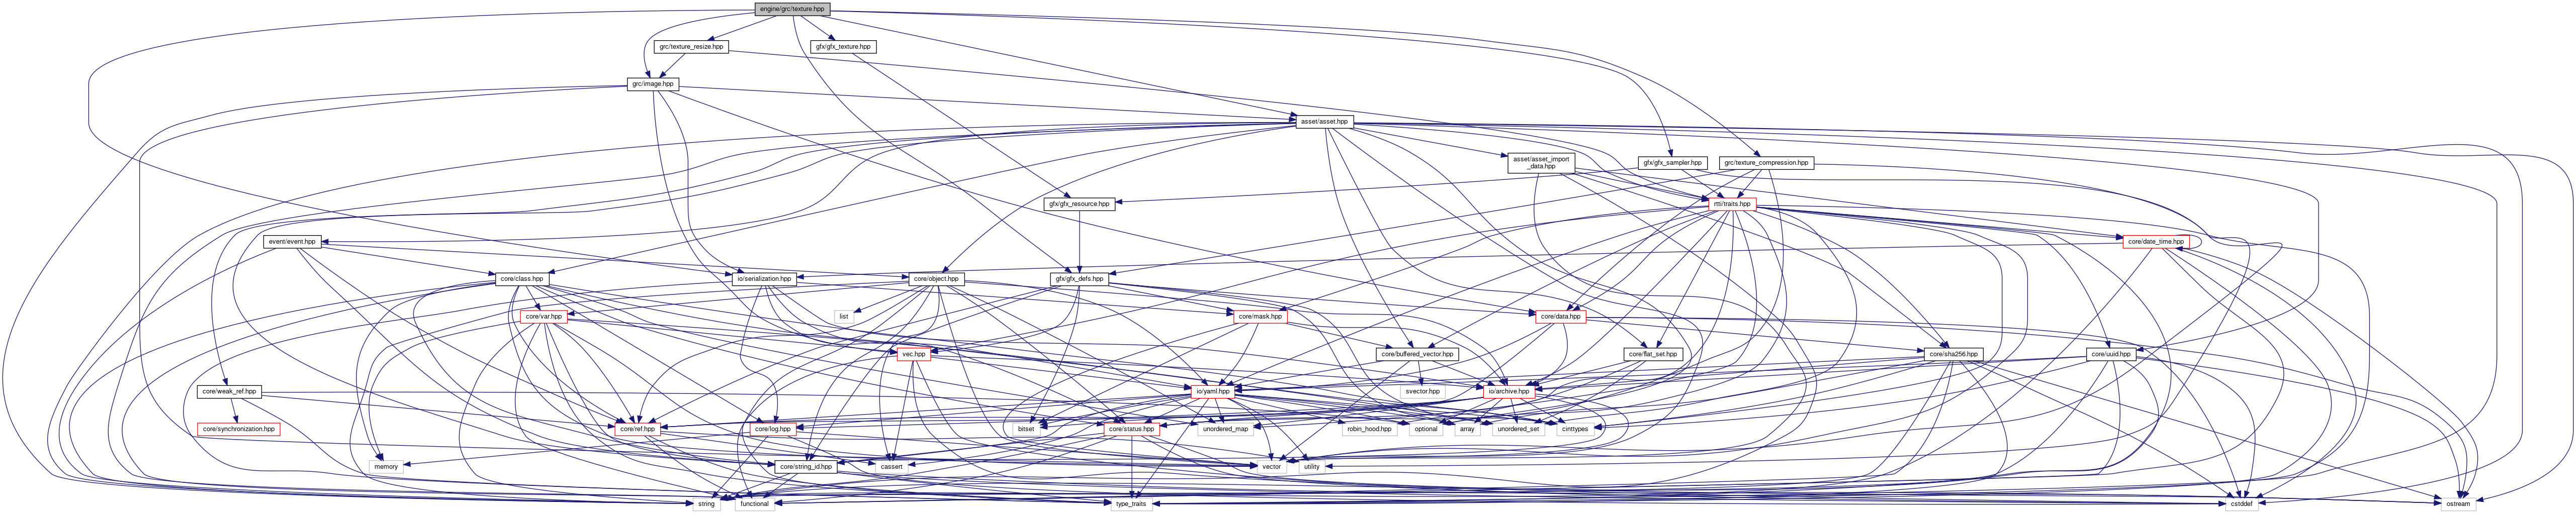 engine/grc/texture.hpp
grc/texture_resize.hpp
gfx/gfx_texture.hpp
grc/image.hpp
asset/asset.hpp
asset/asset_import
_data.hpp
gfx/gfx_sampler.hpp
grc/texture_compression.hpp
gfx/gfx_resource.hpp
rtti/traits.hpp
event/event.hpp
core/date_time.hpp
core/class.hpp
io/serialization.hpp
core/object.hpp
gfx/gfx_defs.hpp
core/var.hpp
list
core/mask.hpp
core/data.hpp
vec.hpp
core/buffered_vector.hpp
core/flat_set.hpp
core/sha256.hpp
core/uuid.hpp
core/weak_ref.hpp
io/yaml.hpp
svector.hpp
io/archive.hpp
core/synchronization.hpp
core/ref.hpp
core/log.hpp
bitset
core/status.hpp
unordered_map
robin_hood.hpp
optional
array
unordered_set
cinttypes
memory
core/string_id.hpp
cassert
vector
utility
string
functional
type_traits
cstddef
ostream